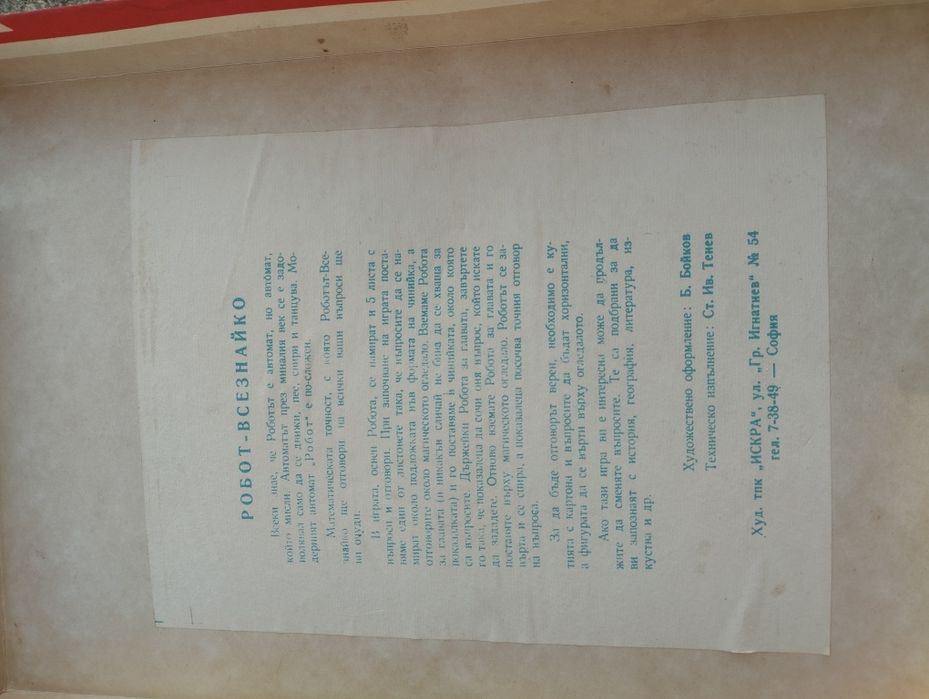 РОБОТ-ВСЕЗНАЙКО
Всеки знае, че Роботът е автомат, но автомат,
който мисли. Автоматът през миналия век се е задо-
волявал само да се движи, пее, свири и танцува. Мо-
дерният автомат „Робот" е по-сложен.
Математическата точност, с която Роботът-Все-
знайко ще отговори на всички ваши въпроси ще
ви очуди.
В играта, освен Робота, се намират и 5 листа с
въпроси и отговори. При започване на играта поста-
вяме един от листовете така, че въпросите да се на-
мират около подложката във формата на чинийка, а
отговорите около магическото огледало. Вземаме Робота
за главата (в никакъв случай не бива да се хваща за
показалката) и го поставяме в чинийката, около която
са въпросите. Държейки Робота за главата, завъртете
го така, че показалеца да сочи оня въпрос, който искате
да зададете. Отново вземате Робота за главата и го
поставяте върху магическото огледало. Роботът се за-
върта и се спира, а показалеца посочва точния отговор
на въпроса.
За да бъде отговорът верен, необходимо е ку-
тията с картона и въпросите да бъдат хоризонтални,
а фигурата да се върти върху огледалото.
Ако тази игра ви е интересна може да продъл-
жите да сменяте въпросите. Те са подбрани за да
ви запознаят с история, география, литература, из-
куства и др.
Художествено оформление: Б. Бойков
Техническо изпълнение: Ст. Ив. Тенев
Худ. тпк „ИСКРА", ул. „Гр. Игнатиев" № 54
тел. 7-38-49 — София